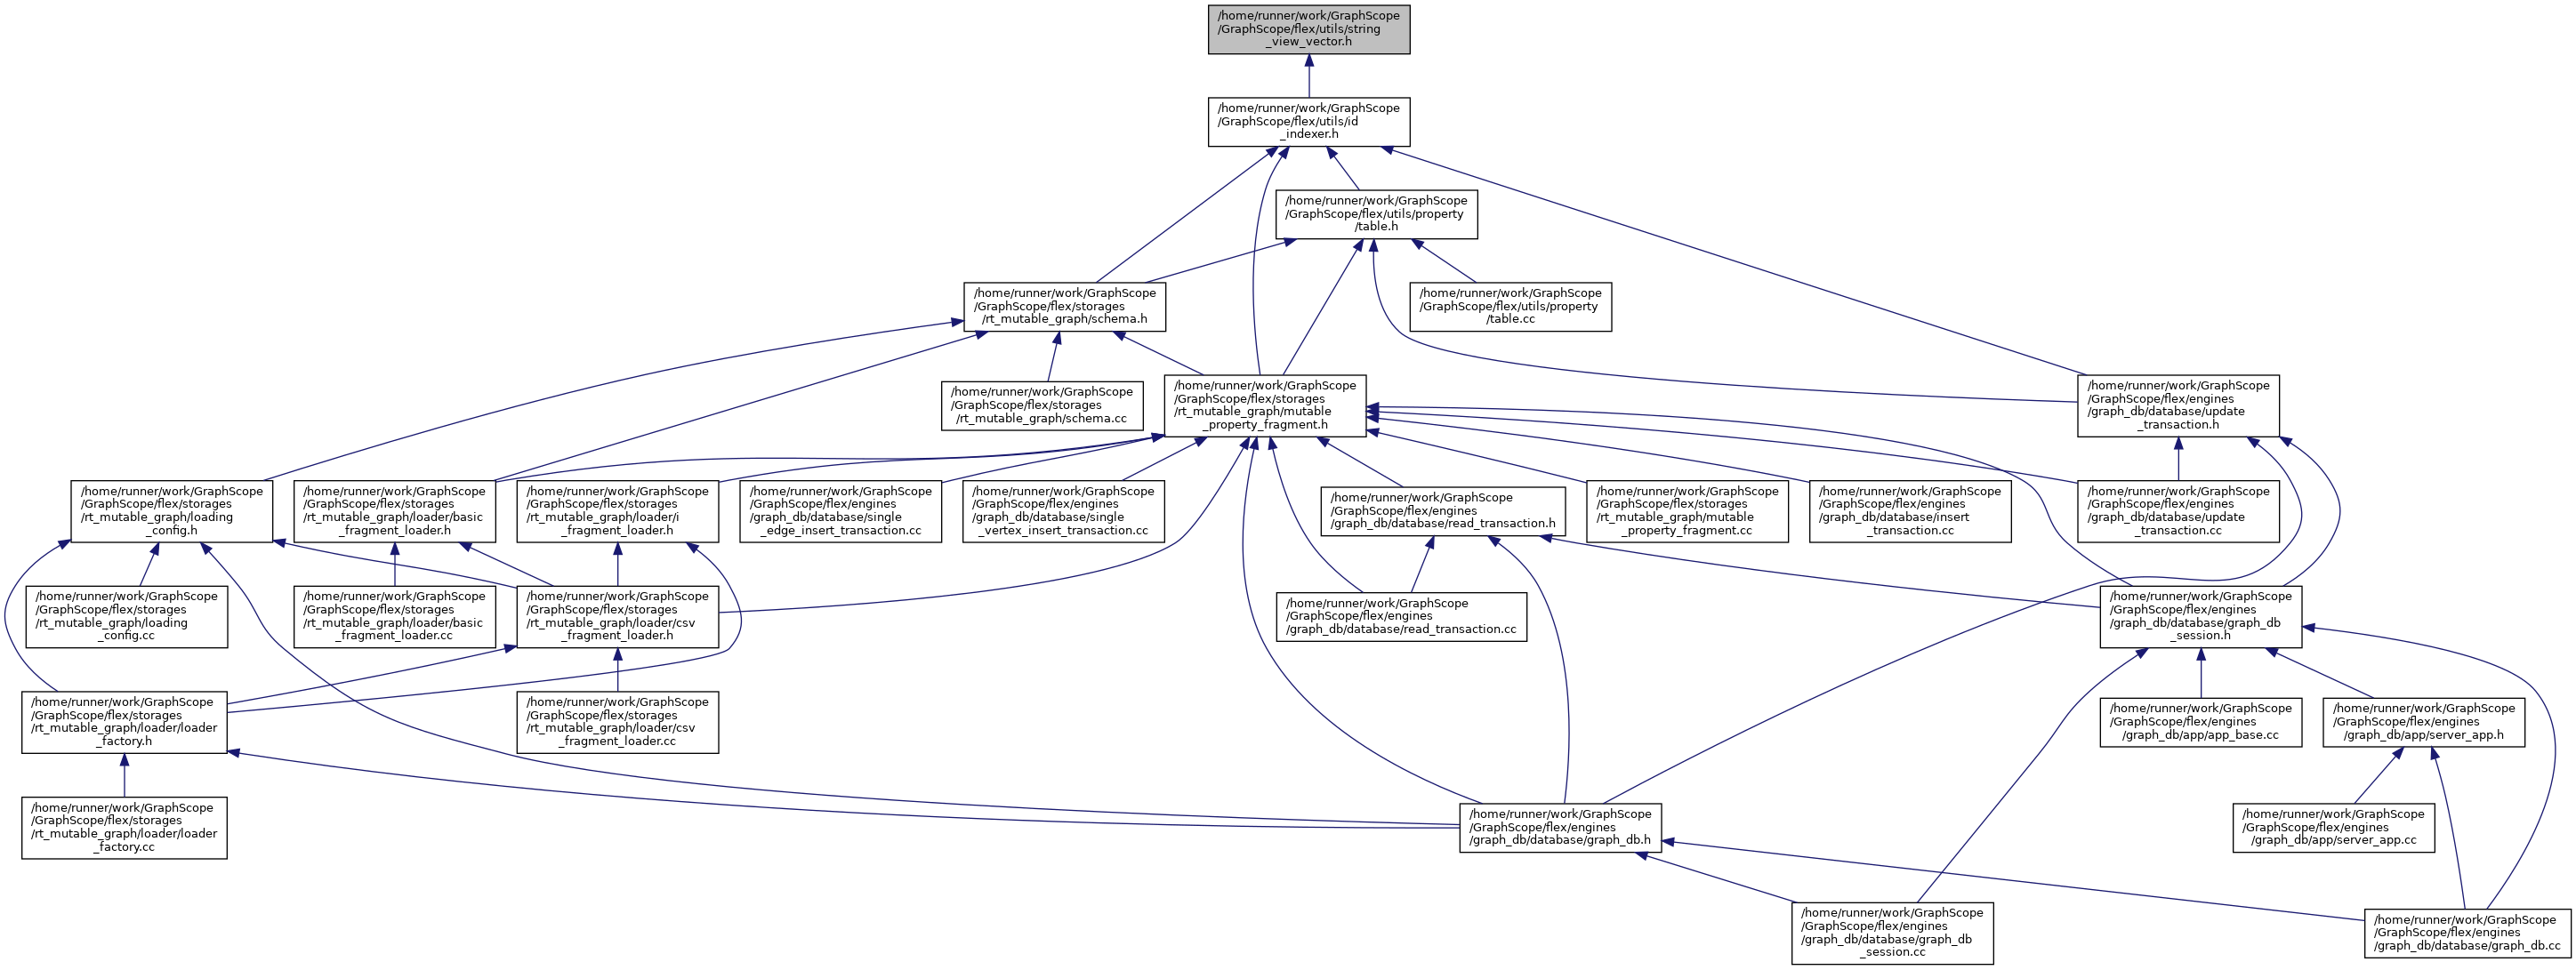 /home/runner/work/GraphScope
/GraphScope/flex/utils/string
_view_vector.h
/home/runner/work/GraphScope
/GraphScope/flex/utils/id
_indexer.h
/home/runner/work/GraphScope
/GraphScope/flex/utils/property
/table.h
/home/runner/work/GraphScope
/GraphScope/flex/storages
/rt_mutable_graph/schema.h
/home/runner/work/GraphScope
/GraphScope/flex/utils/property
/table.cc
/home/runner/work/GraphScope
/GraphScope/flex/storages
/rt_mutable_graph/schema.cc
/home/runner/work/GraphScope
/GraphScope/flex/storages
/rt_mutable_graph/mutable
_property_fragment.h
/home/runner/work/GraphScope
/GraphScope/flex/engines
/graph_db/database/update
_transaction.h
/home/runner/work/GraphScope
/GraphScope/flex/storages
/rt_mutable_graph/loading
_config.h
/home/runner/work/GraphScope
/GraphScope/flex/storages
/rt_mutable_graph/loader/basic
_fragment_loader.h
/home/runner/work/GraphScope
/GraphScope/flex/storages
/rt_mutable_graph/loader/i
_fragment_loader.h
/home/runner/work/GraphScope
/GraphScope/flex/engines
/graph_db/database/single
_edge_insert_transaction.cc
/home/runner/work/GraphScope
/GraphScope/flex/engines
/graph_db/database/single
_vertex_insert_transaction.cc
/home/runner/work/GraphScope
/GraphScope/flex/engines
/graph_db/database/read_transaction.h
/home/runner/work/GraphScope
/GraphScope/flex/storages
/rt_mutable_graph/mutable
_property_fragment.cc
/home/runner/work/GraphScope
/GraphScope/flex/engines
/graph_db/database/insert
_transaction.cc
/home/runner/work/GraphScope
/GraphScope/flex/engines
/graph_db/database/update
_transaction.cc
/home/runner/work/GraphScope
/GraphScope/flex/storages
/rt_mutable_graph/loading
_config.cc
/home/runner/work/GraphScope
/GraphScope/flex/storages
/rt_mutable_graph/loader/basic
_fragment_loader.cc
/home/runner/work/GraphScope
/GraphScope/flex/storages
/rt_mutable_graph/loader/csv
_fragment_loader.h
/home/runner/work/GraphScope
/GraphScope/flex/engines
/graph_db/database/read_transaction.cc
/home/runner/work/GraphScope
/GraphScope/flex/engines
/graph_db/database/graph_db
_session.h
/home/runner/work/GraphScope
/GraphScope/flex/storages
/rt_mutable_graph/loader/loader
_factory.h
/home/runner/work/GraphScope
/GraphScope/flex/storages
/rt_mutable_graph/loader/csv
_fragment_loader.cc
/home/runner/work/GraphScope
/GraphScope/flex/engines
/graph_db/app/app_base.cc
/home/runner/work/GraphScope
/GraphScope/flex/engines
/graph_db/app/server_app.h
/home/runner/work/GraphScope
/GraphScope/flex/storages
/rt_mutable_graph/loader/loader
_factory.cc
/home/runner/work/GraphScope
/GraphScope/flex/engines
/graph_db/database/graph_db.h
/home/runner/work/GraphScope
/GraphScope/flex/engines
/graph_db/app/server_app.cc
/home/runner/work/GraphScope
/GraphScope/flex/engines
/graph_db/database/graph_db
_session.cc
/home/runner/work/GraphScope
/GraphScope/flex/engines
/graph_db/database/graph_db.cc